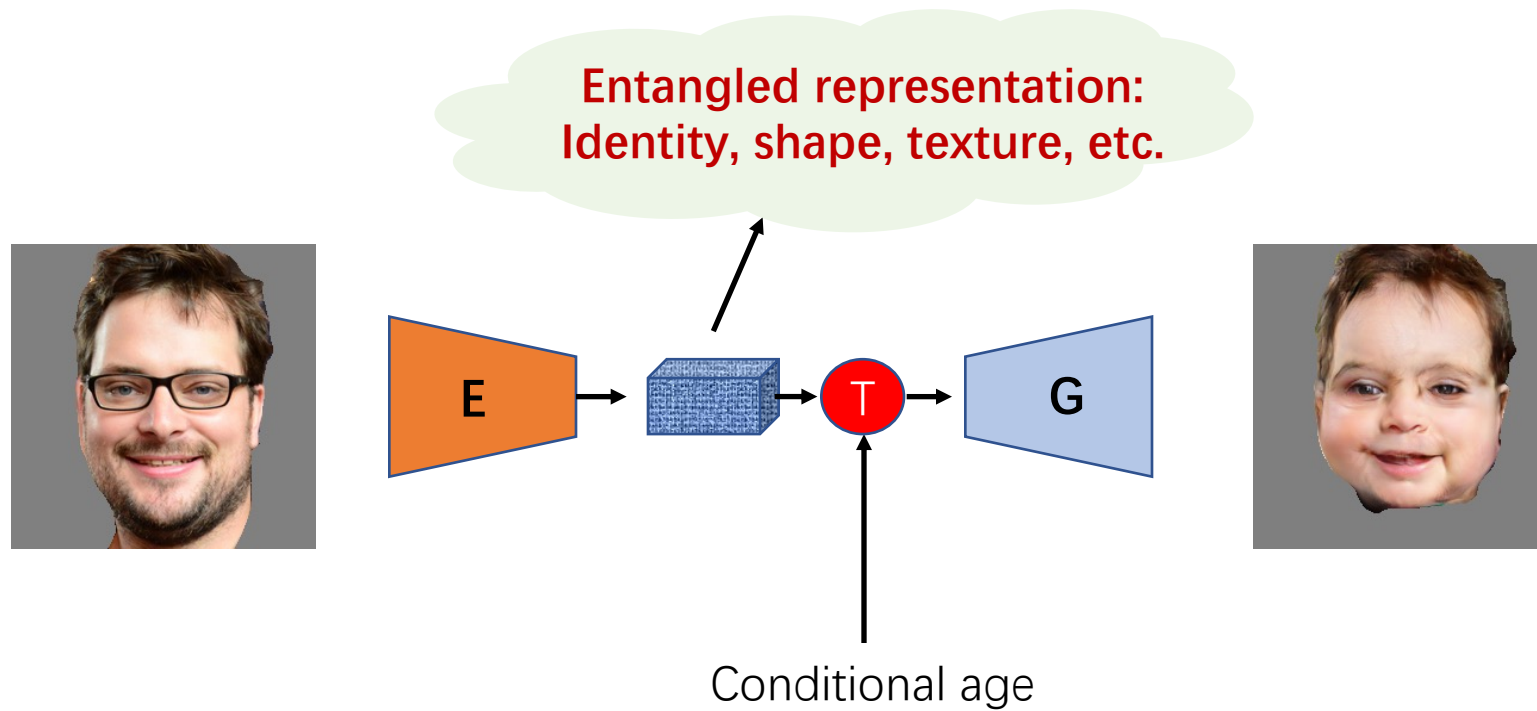 Entangled representation:
Identity, shape, texture, etc.
E
T
G
Conditional age